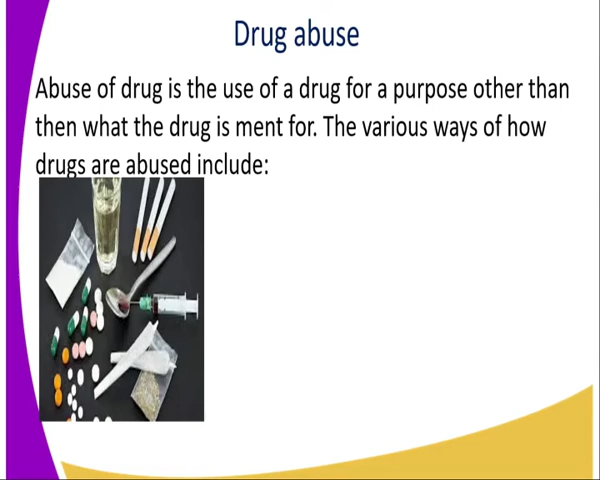 Drug abuse
Abuse of drug is the use of a drug for a purpose other than
then what the drug is ment for. The various ways of how
drugs are abused include: